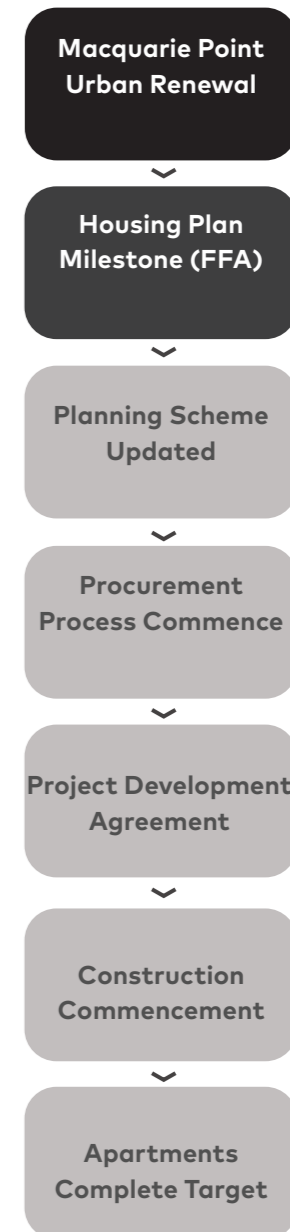 Macquarie Point
Urban Renewal
Housing Plan
Milestone (FFA)
Planning Scheme
Updated
Procurement
Process Commence
Project Development
Agreement
Construction
Commencement
Apartments
Complete Target